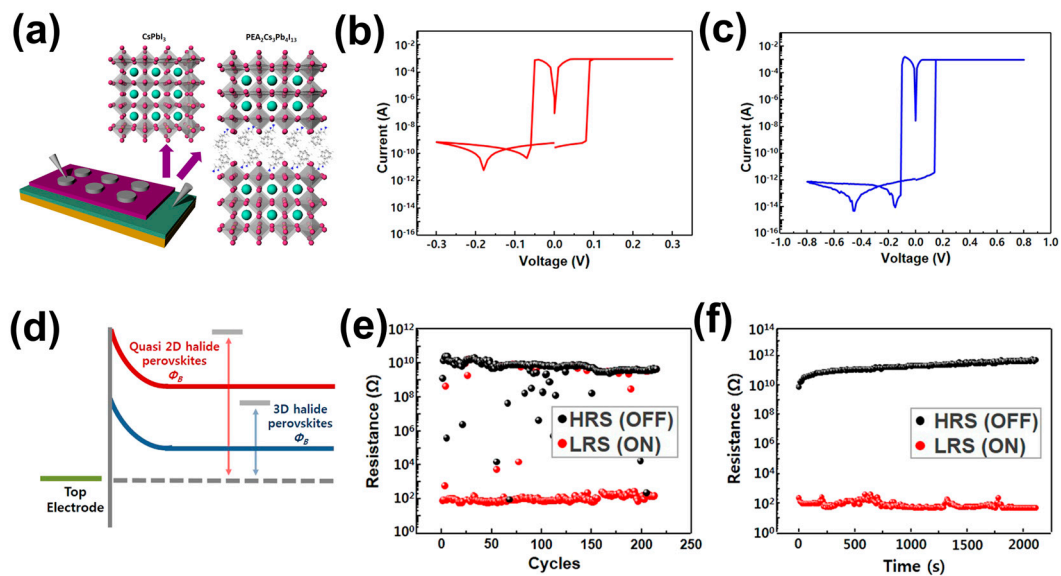 (a)
CsPbI₃
PEA₂Cs₃Pb₄I₁₃
(b)
Current (A)
10⁻²
10⁻⁴
10⁻⁶
10⁻⁸
10⁻¹⁰
10⁻¹²
10⁻¹⁴
10⁻¹⁶
-0.3 -0.2 -0.1 0.0 0.1 0.2 0.3
Voltage (V)
(c)
Current (A)
10⁻²
10⁻⁴
10⁻⁶
10⁻⁸
10⁻¹⁰
10⁻¹²
10⁻¹⁴
10⁻¹⁶
-1.0 -0.8 -0.6 -0.4 -0.2 0.0 0.2 0.4 0.6 0.8 1.0
Voltage (V)
(d)
Quasi 2D halide
perovskites
Φ_B
3D halide
perovskites
Φ_B
Top
Electrode
(e)
Resistance (Ω)
10¹²
10¹⁰
10⁸
10⁶
10⁴
10²
10⁰
HRS (OFF)
LRS (ON)
0 50 100 150 200 250
Cycles
(f)
Resistance (Ω)
10¹⁴
10¹²
10¹⁰
10⁸
10⁶
10⁴
10²
10⁰
HRS (OFF)
LRS (ON)
0 500 1000 1500 2000
Time (s)